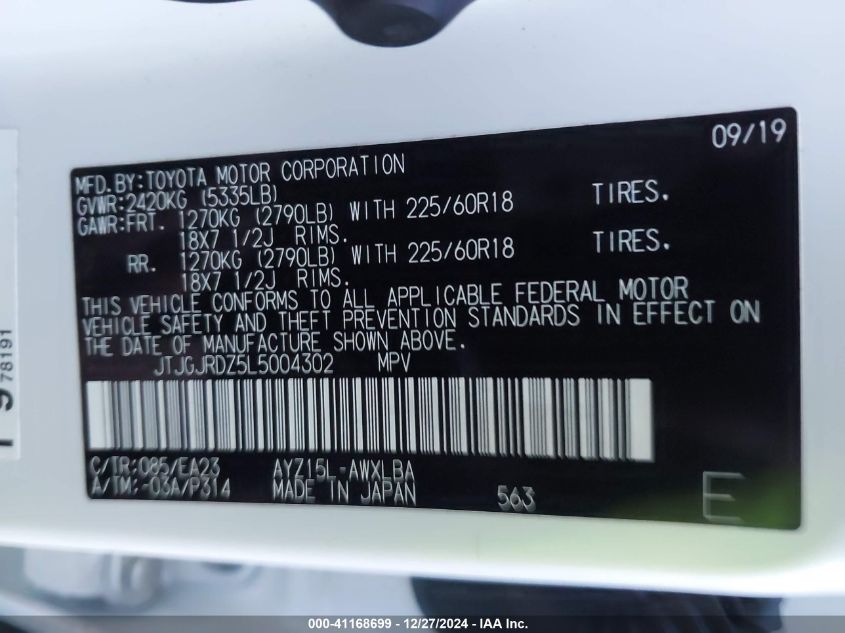 09/19
MFD.BY:TOYOTA MOTOR CORPORATION
GVWR:2420KG (5335LB)
GAWR:FRT. 1270KG (2790LB) WITH 225/60R18 TIRES.
18X7 1/2J RIMS.
RR. 1270KG (2790LB) WITH 225/60R18 TIRES.
18X7 1/2J RIMS.
THIS VEHICLE CONFORMS TO ALL APPLICABLE FEDERAL MOTOR
VEHICLE SAFETY AND THEFT PREVENTION STANDARDS IN EFFECT ON
THE DATE OF MANUFACTURE SHOWN ABOVE.
JTJGJRDZ5L5004302 MPV
C/TR:085/EA23 AYZ15L-AWXLBA
A/TM:-03A/P314 MADE IN JAPAN 563 E
78191
000-41168699 - 12/27/2024 - IAA Inc.